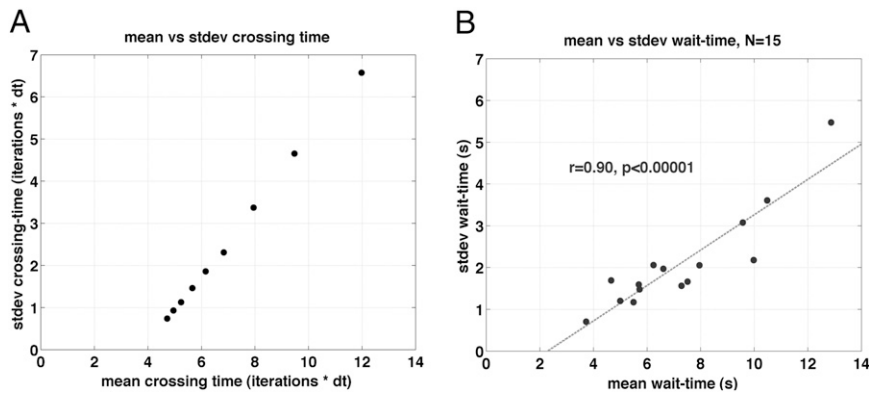 A
mean vs stdev crossing time
stdev crossing-time (iterations * dt)
7
6
5
4
3
2
1
0
0 2 4 6 8 10 12 14
mean crossing time (iterations * dt)
B
mean vs stdev wait-time, N=15
stdev wait-time (s)
7
6
5
4
3
2
1
0
r=0.90, p<0.00001
0 2 4 6 8 10 12 14
mean wait-time (s)